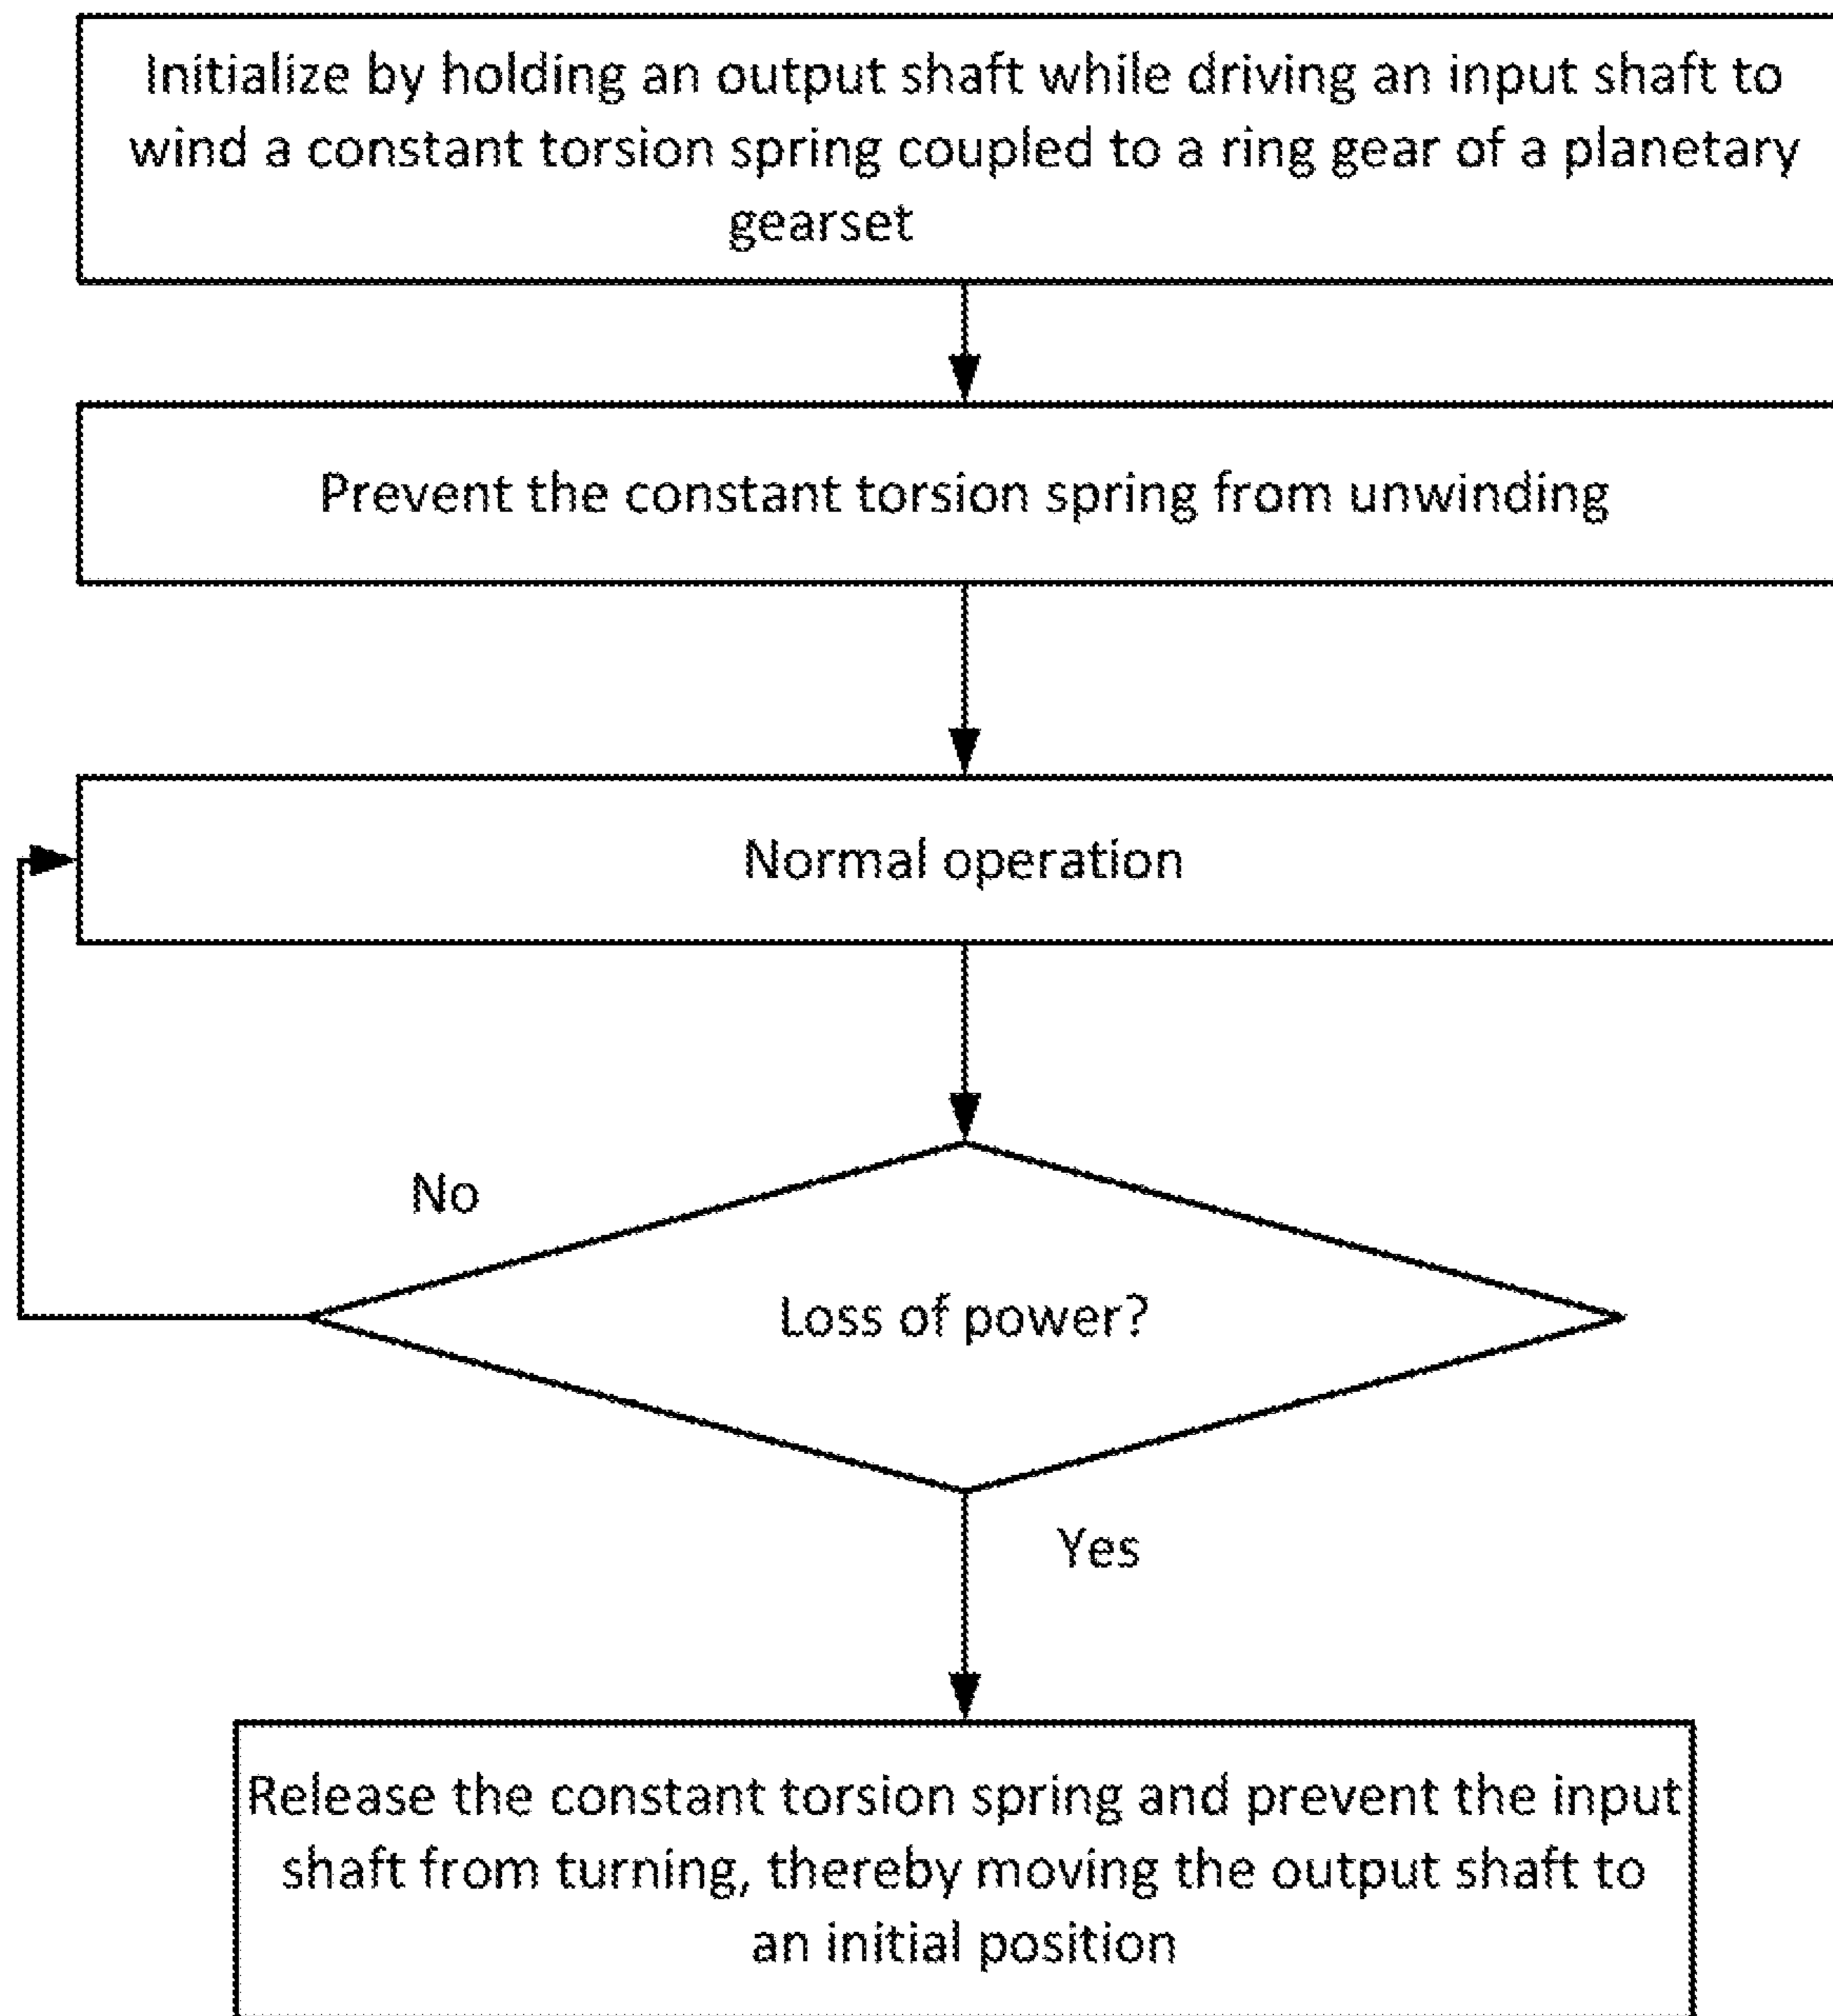 Initialize by holding an output shaft while driving an input shaft to
wind a constant torsion spring coupled to a ring gear of a planetary
gearset
Prevent the constant torsion spring from unwinding
Normal operation
No
Loss of power?
Yes
Release the constant torsion spring and prevent the input
shaft from turning, thereby moving the output shaft to
an initial position